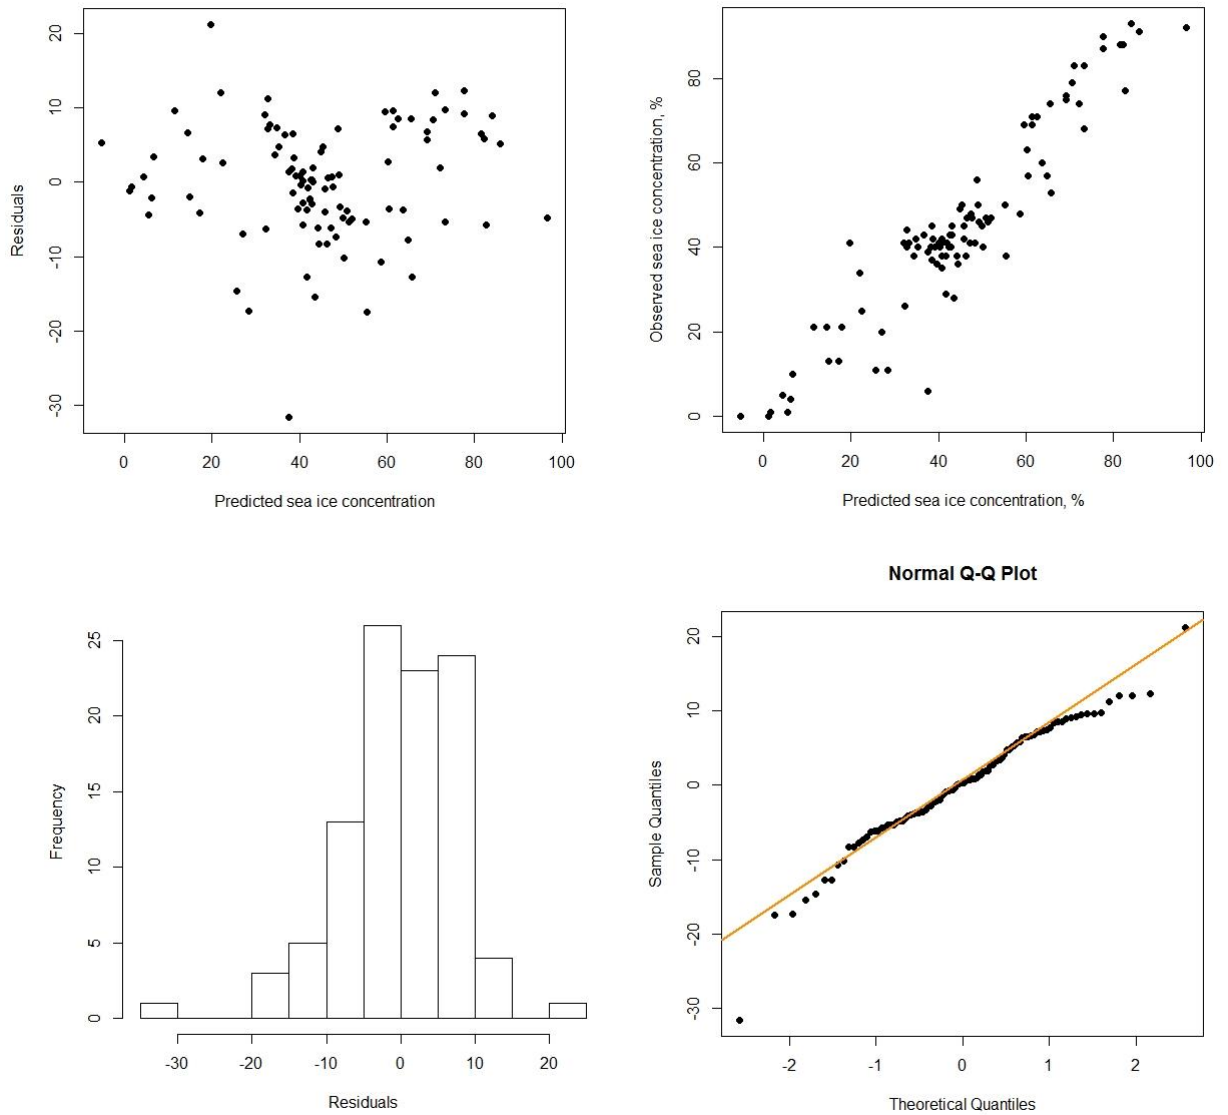 20
10
0
-10
-20
-30
Residuals
0 20 40 60 80 100
Predicted sea ice concentration
80
60
40
20
0
Observed sea ice concentration, %
0 20 40 60 80 100
Predicted sea ice concentration, %
25
20
15
10
5
0
Frequency
-30 -20 -10 0 10 20
Residuals
Normal Q-Q Plot
20
10
0
-10
-20
-30
Sample Quantiles
-2 -1 0 1 2
Theoretical Quantiles